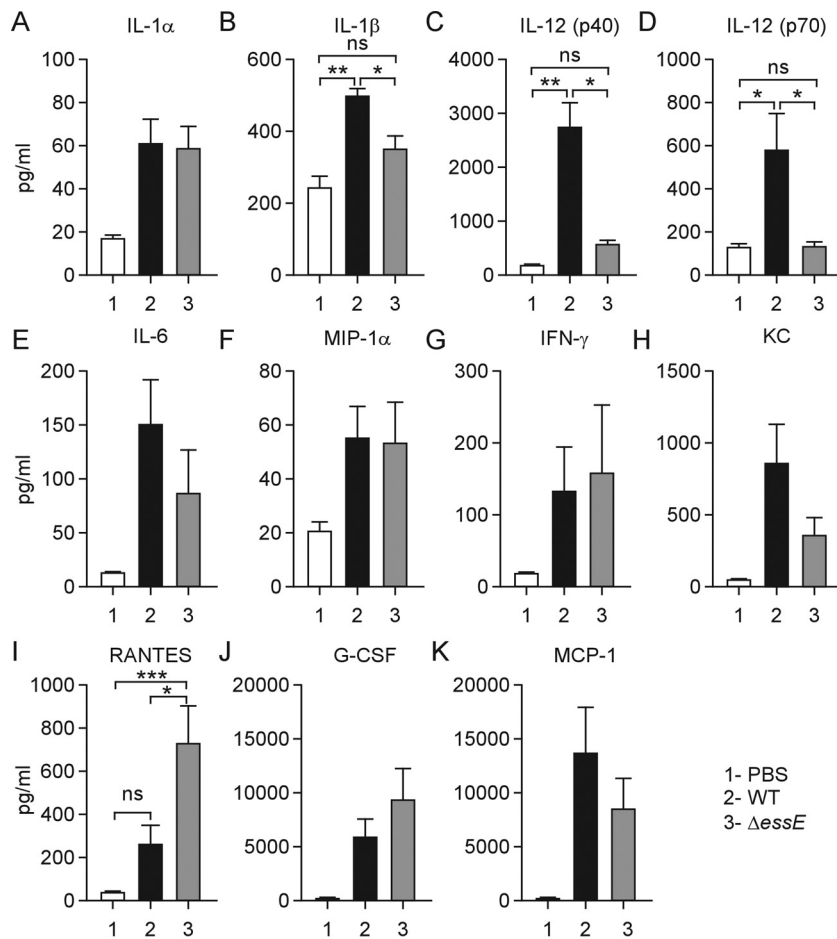 A IL-1α
B IL-1β
C IL-12 (p40)
D IL-12 (p70)
pg/ml
100
80
60
40
20
0
1 2 3
600
400
200
0
ns
** *
1 2 3
4000
3000
2000
1000
0
ns
** *
1 2 3
1000
800
600
400
200
0
ns
* *
1 2 3
E IL-6
F MIP-1α
G IFN-γ
H KC
pg/ml
200
150
100
50
0
1 2 3
80
60
40
20
0
1 2 3
300
200
100
0
1 2 3
1500
1000
500
0
1 2 3
I RANTES
J G-CSF
K MCP-1
pg/ml
1000
800
600
400
200
0
***
*
ns
1 2 3
20000
15000
10000
5000
0
1 2 3
20000
15000
10000
5000
0
1 2 3
1- PBS
2- WT
3- ΔessE